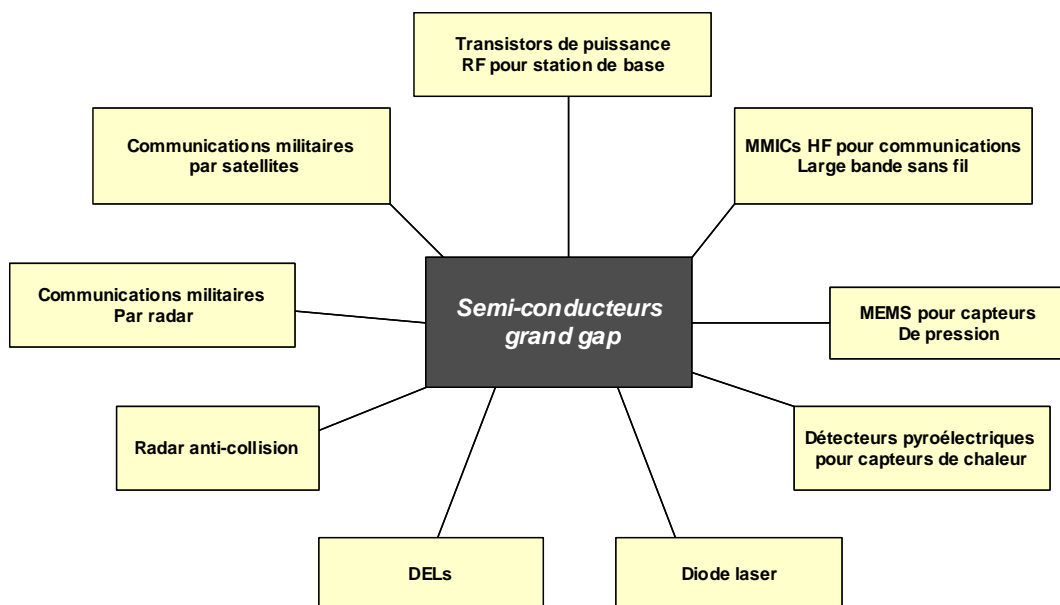 Transistors de puissance
RF pour station de base
Communications militaires
par satellites
MMICs HF pour communications
Large bande sans fil
Communications militaires
Par radar
Semi-conducteurs
grand gap
MEMS pour capteurs
De pression
Radar anti-collision
Détecteurs pyroélectriques
pour capteurs de chaleur
DELs
Diode laser